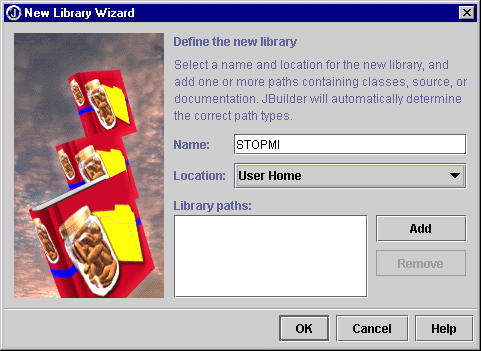 New Library Wizard
Define the new library
Select a name and location for the new library, and
add one or more paths containing classes, source, or
documentation. JBuilder will automatically determine
the correct path types.
Name: STOPMI
Location: User Home
Library paths:
Add
Remove
OK Cancel Help